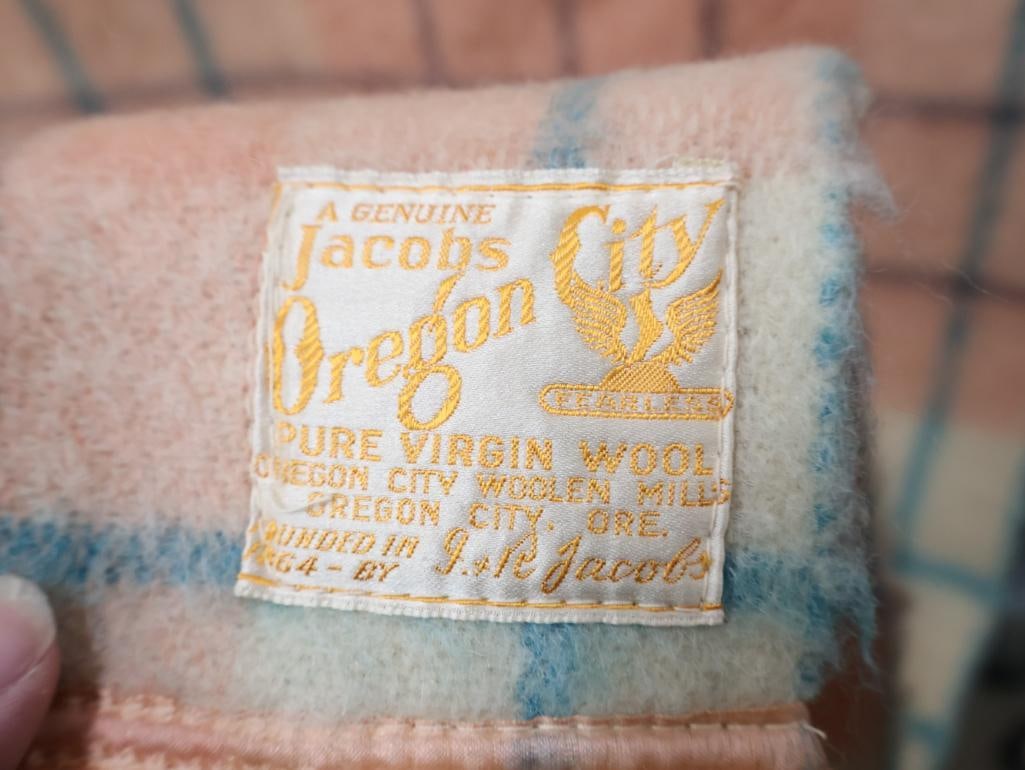 A GENUINE
Jacobs
Oregon City
FEARLESS
PURE VIRGIN WOOL
OREGON CITY WOOLEN MILLS
OREGON CITY, ORE.
FOUNDED IN
1864 - BY I. & R Jacobs